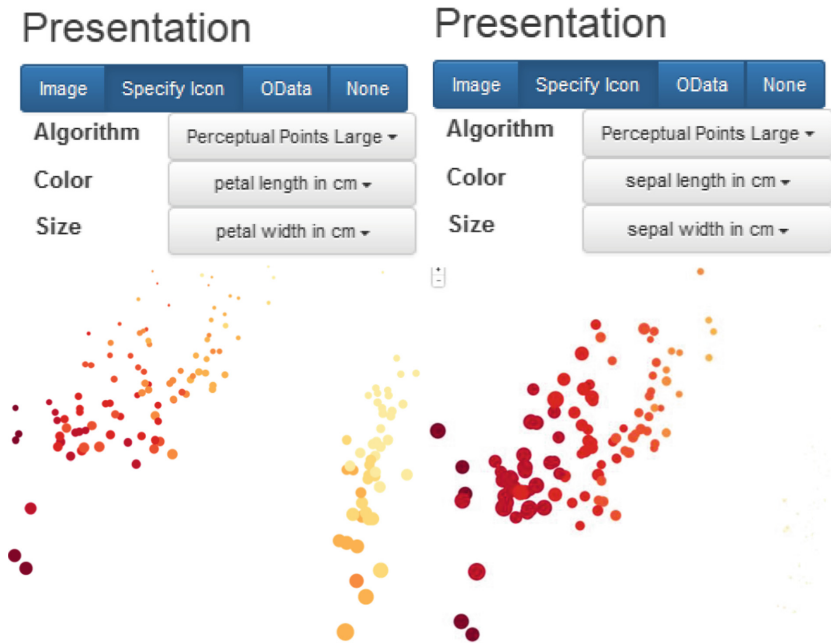 Presentation
Image Specify Icon OData None
Algorithm Perceptual Points Large
Color petal length in cm
Size petal width in cm
Presentation
Image Specify Icon OData None
Algorithm Perceptual Points Large
Color sepal length in cm
Size sepal width in cm
+
-